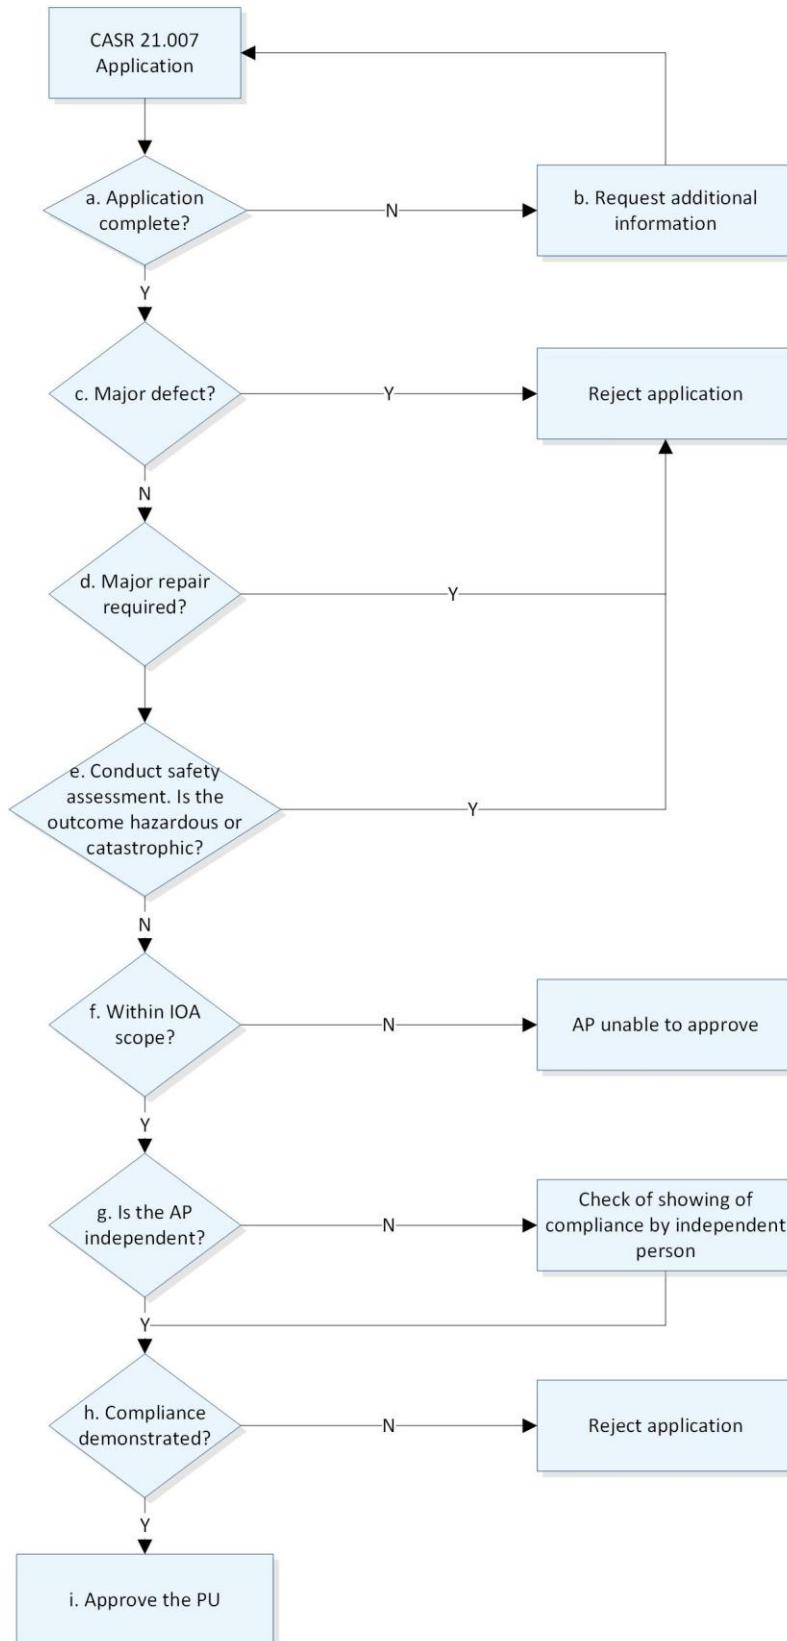 CASR 21.007
Application
a. Application
complete?
N
b. Request additional
information
Y
c. Major defect?
Y
Reject application
N
d. Major repair
required?
Y
e. Conduct safety
assessment. Is the
outcome hazardous or
catastrophic?
Y
N
f. Within IOA
scope?
N
AP unable to approve
Y
g. Is the AP
independent?
N
Check of showing of
compliance by independent
person
Y
h. Compliance
demonstrated?
N
Reject application
Y
i. Approve the PU